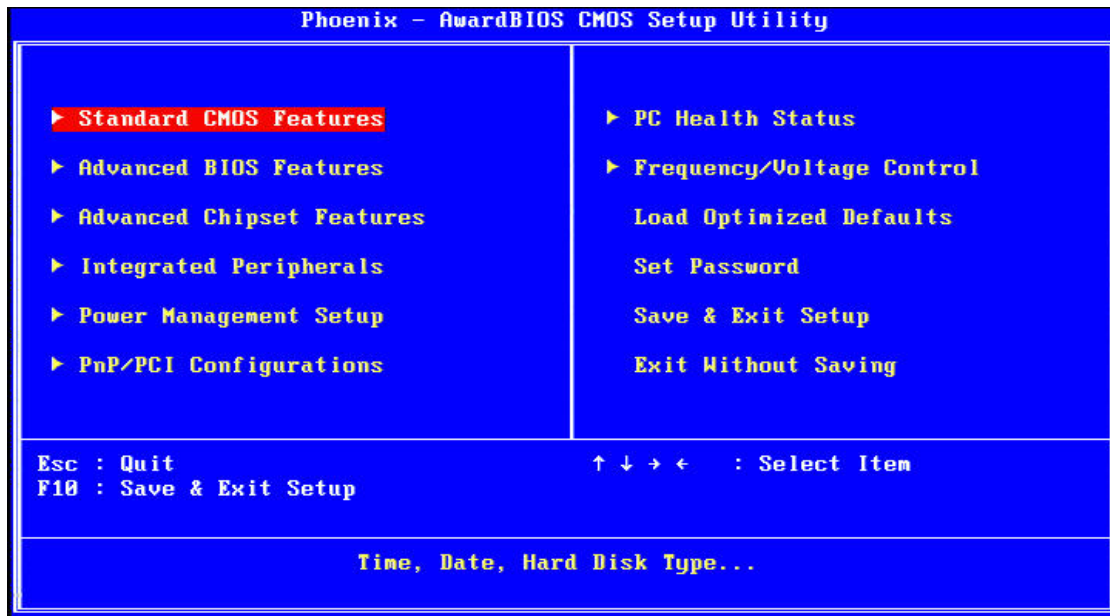 Phoenix - AwardBIOS CMOS Setup Utility
▶ Standard CMOS Features
▶ Advanced BIOS Features
▶ Advanced Chipset Features
▶ Integrated Peripherals
▶ Power Management Setup
▶ PnP/PCI Configurations
▶ PC Health Status
▶ Frequency/Voltage Control
Load Optimized Defaults
Set Password
Save & Exit Setup
Exit Without Saving
Esc : Quit
F10 : Save & Exit Setup
↑ ↓ → ← : Select Item
Time, Date, Hard Disk Type...